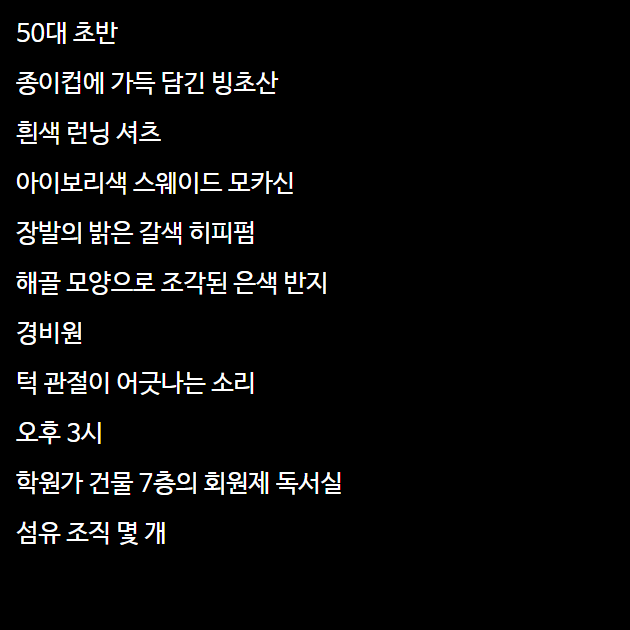 50대 초반
종이컵에 가득 담긴 빙초산
흰색 런닝 셔츠
아이보리색 스웨이드 모카신
장발의 밝은 갈색 히피펌
해골 모양으로 조각된 은색 반지
경비원
턱 관절이 어긋나는 소리
오후 3시
학원가 건물 7층의 회원제 독서실
섬유 조직 몇 개